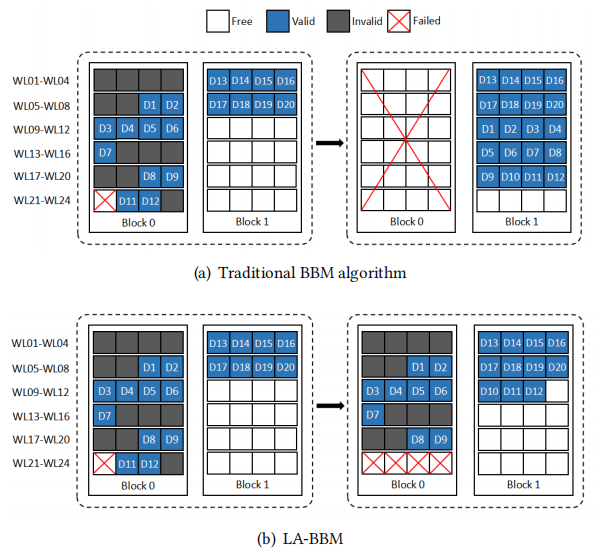 Free Valid Invalid Failed
WL01-WL04 D13 D14 D15 D16 D13 D14 D15 D16
WL05-WL08 D1 D2 D17 D18 D19 D20 D17 D18 D19 D20
WL09-WL12 D3 D4 D5 D6 D1 D2 D3 D4
WL13-WL16 D7 D5 D6 D7 D8
WL17-WL20 D8 D9 D9 D10 D11 D12
WL21-WL24 D11 D12
Block 0 Block 1 Block 0 Block 1
(a) Traditional BBM algorithm
WL01-WL04 D13 D14 D15 D16 D13 D14 D15 D16
WL05-WL08 D1 D2 D17 D18 D19 D20 D1 D2 D17 D18 D19 D20
WL09-WL12 D3 D4 D5 D6 D3 D4 D5 D6 D10 D11 D12
WL13-WL16 D7 D7
WL17-WL20 D8 D9 D8 D9
WL21-WL24 D11 D12
Block 0 Block 1 Block 0 Block 1
(b) LA-BBM